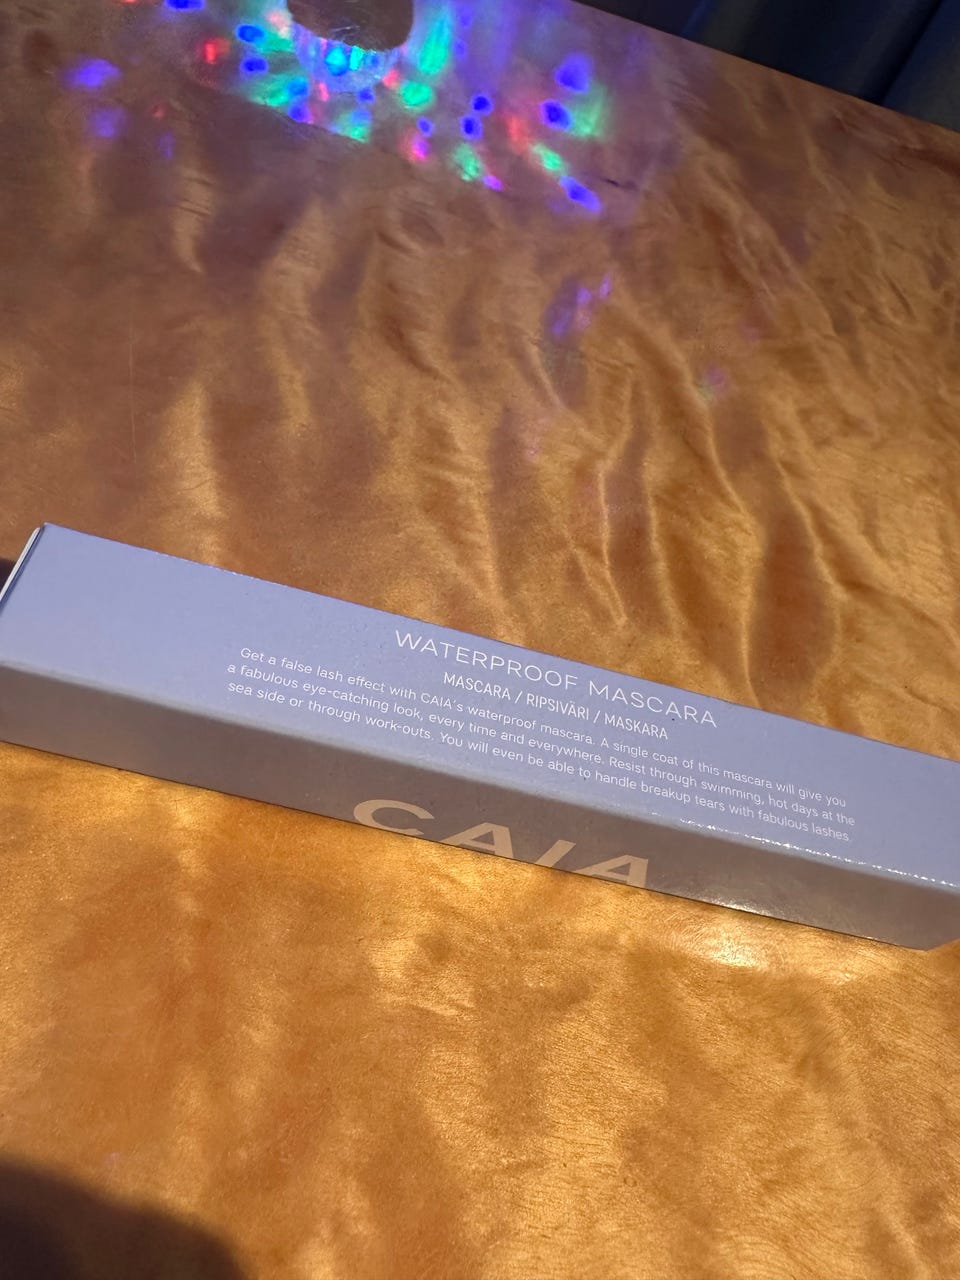 WATERPROOF MASCARA
MASCARA / RIPSIVÄRI / MASKARA
Get a false lash effect with CAIA's waterproof mascara. A single coat of this mascara will give you
a fabulous eye-catching look, every time and everywhere. Resist through swimming, hot days at the
sea side or through work-outs. You will even be able to handle breakup tears with fabulous lashes.
CAIA